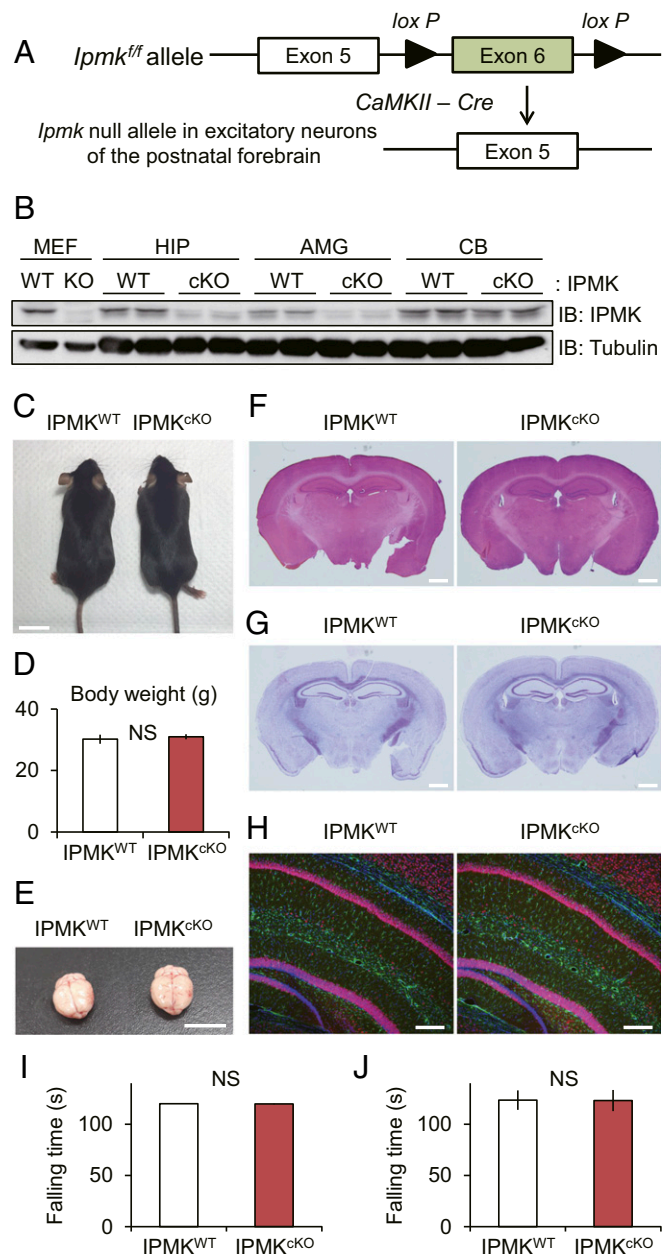 A
lox P lox P
Ipmk^f/f allele Exon 5 Exon 6
CaMKII – Cre
Ipmk null allele in excitatory neurons
of the postnatal forebrain
Exon 5
B
MEF HIP AMG CB
WT KO WT cKO WT cKO WT cKO : IPMK
IB: IPMK
IB: Tubulin
C
IPMK^WT IPMK^cKO
D
Body weight (g)
40
NS
20
0
IPMK^WT IPMK^cKO
E
IPMK^WT IPMK^cKO
F
IPMK^WT IPMK^cKO
G
IPMK^WT IPMK^cKO
H
IPMK^WT IPMK^cKO
I
NS
Falling time (s)
100
50
0
IPMK^WT IPMK^cKO
J
NS
Falling time (s)
100
50
0
IPMK^WT IPMK^cKO